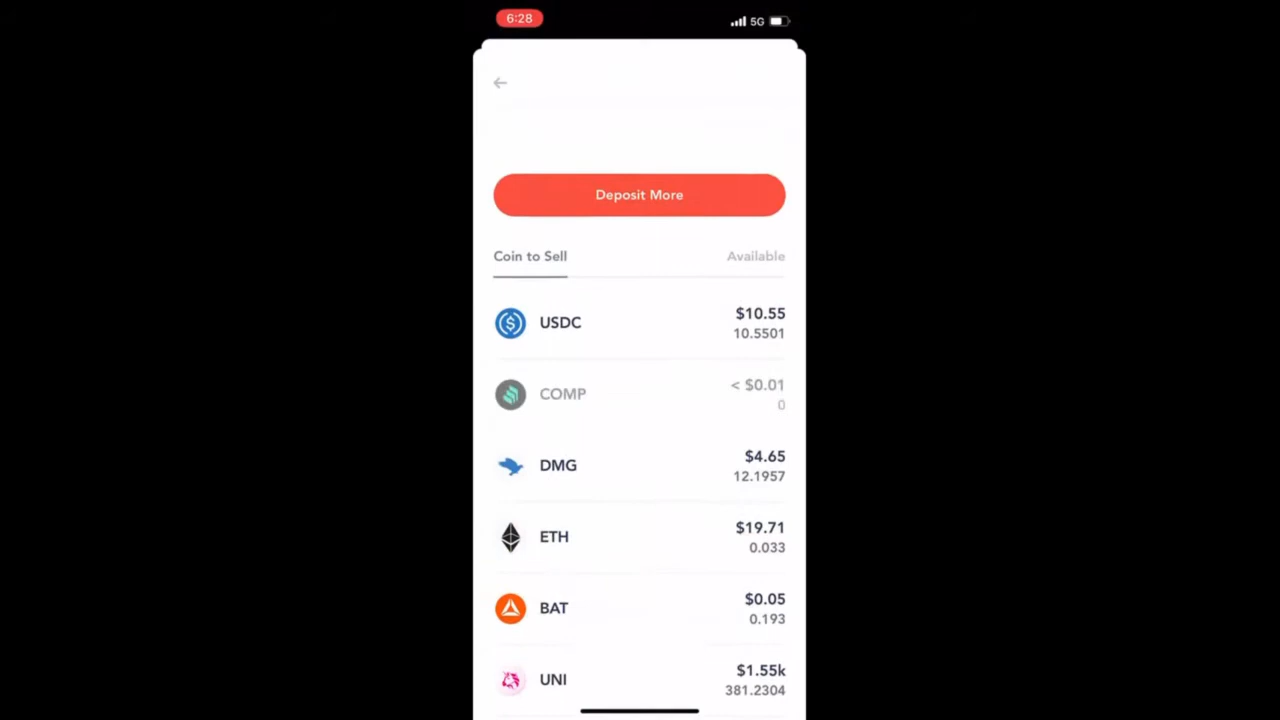 6:28
5G
Deposit More
Coin to Sell
Available
USDC
$10.55
10.5501
COMP
< $0.01
0
DMG
$4.65
12.1957
ETH
$19.71
0.033
BAT
$0.05
0.193
UNI
$1.55k
381.2304